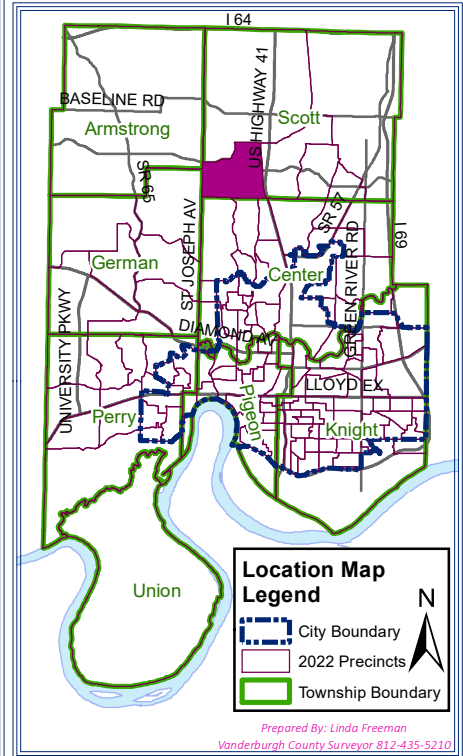 I 64
US HIGHWAY 41
BASELINE RD
Scott
Armstrong
SR 65
SR 57
I 69
ST JOSEPH AV
GREEN RIVER RD
German
Center
UNIVERSITY PKWY
DIAMOND AV
LLOYD EX
Pigeon
Perry
Knight
Union
Location Map
Legend
N
City Boundary
2022 Precincts
Township Boundary
Prepared By: Linda Freeman
Vanderburgh County Surveyor 812-435-5210